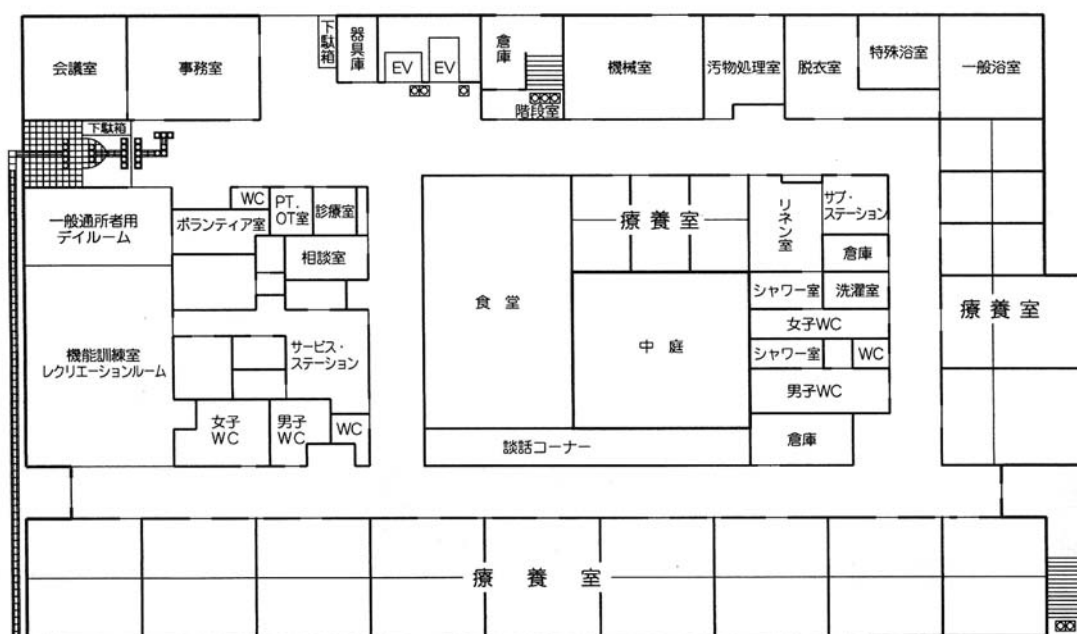 会議室
事務室
下駄箱
器具庫
EV
EV
倉庫
階段室
機械室
汚物処理室
脱衣室
特殊浴室
一般浴室
下駄箱
一般通所者用
デイルーム
WC
ボランティア室
PT.
OT室
診療室
相談室
機能訓練室
レクリエーションルーム
サービス・
ステーション
女子
WC
男子
WC
WC
食堂
療養室
中庭
談話コーナー
リネン室
サブ・
ステーション
倉庫
シャワー室
洗濯室
女子WC
シャワー室
WC
男子WC
倉庫
療養室
療養室